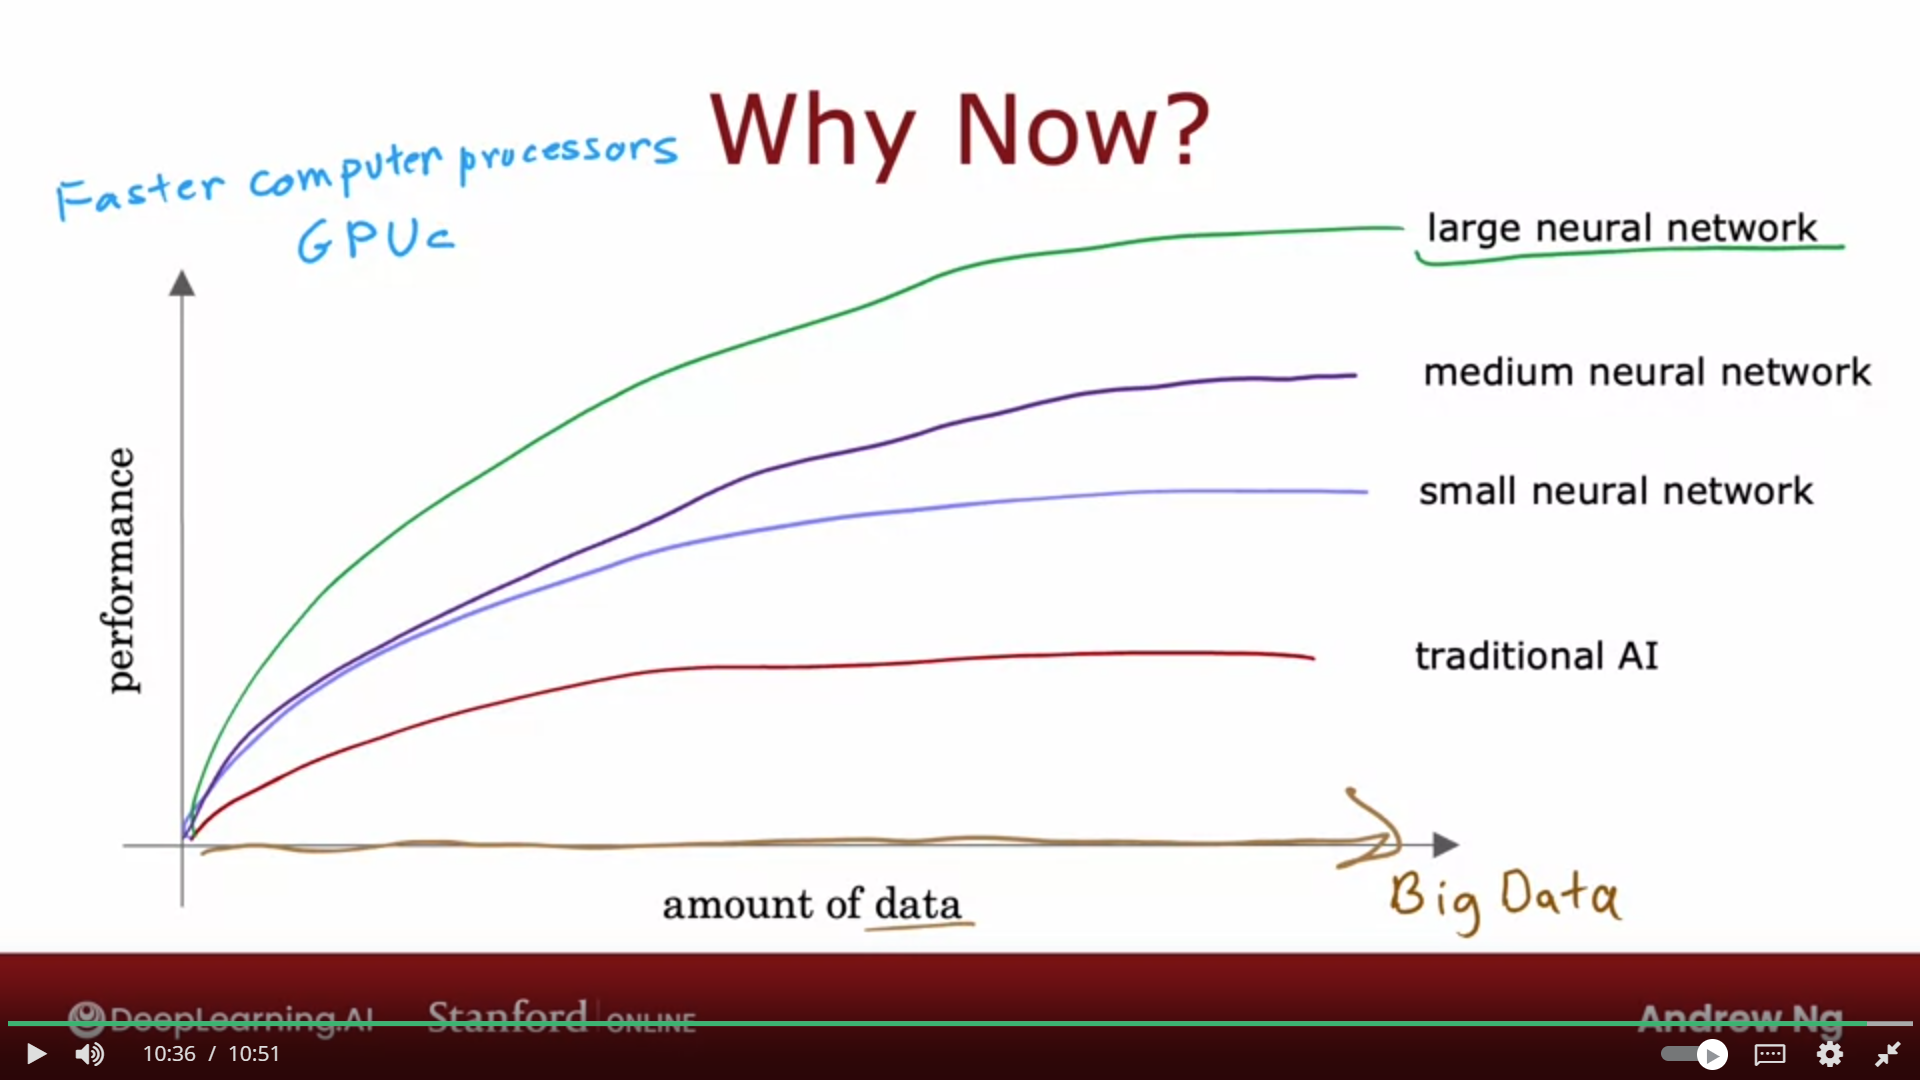 Why Now?
Faster computer processors
GPUs
large neural network
medium neural network
small neural network
traditional AI
performance
amount of data
Big Data
DeepLearning.AI Stanford ONLINE Andrew Ng
10:36 / 10:51